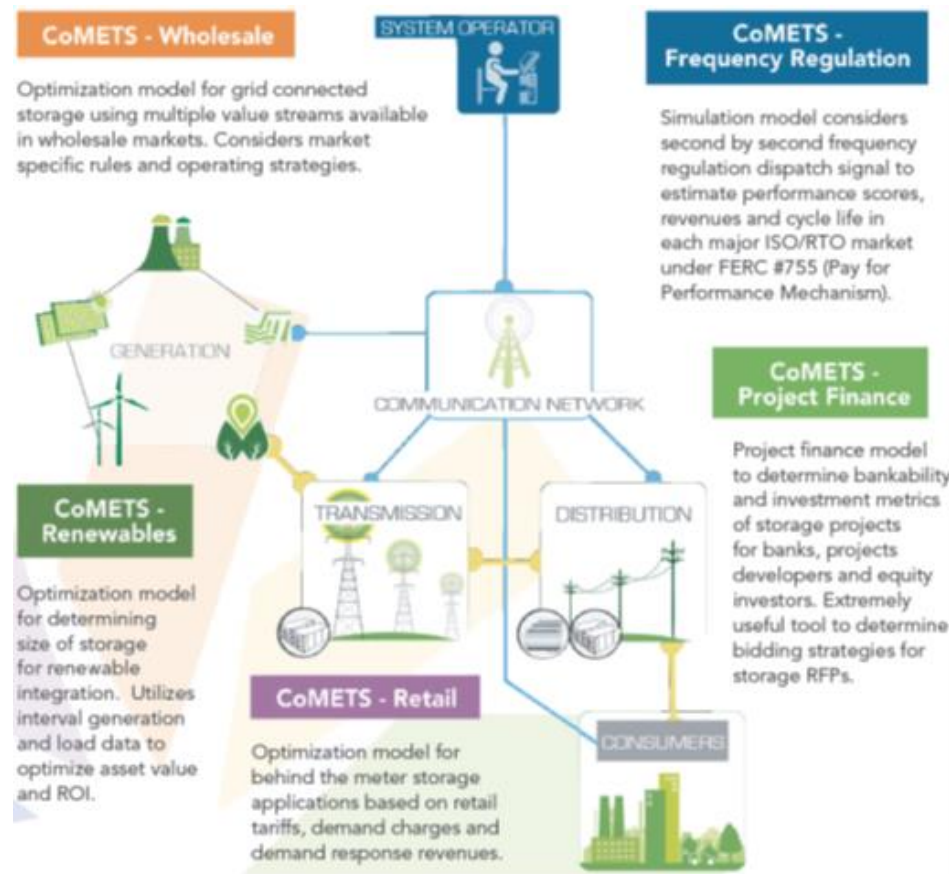 CoMETS - Wholesale
Optimization model for grid connected
storage using multiple value streams available
in wholesale markets. Considers market
specific rules and operating strategies.
SYSTEM OPERATOR
CoMETS -
Frequency Regulation
Simulation model considers
second by second frequency
regulation dispatch signal to
estimate performance scores,
revenues and cycle life in
each major ISO/RTO market
under FERC #755 (Pay for
Performance Mechanism).
GENERATION
COMMUNICATION NETWORK
CoMETS -
Project Finance
Project finance model
to determine bankability
and investment metrics
of storage projects
for banks, projects
developers and equity
investors. Extremely
useful tool to determine
bidding strategies for
storage RFPs.
CoMETS -
Renewables
Optimization model
for determining
size of storage
for renewable
integration. Utilizes
interval generation
and load data to
optimize asset value
and ROI.
TRANSMISSION
DISTRIBUTION
CoMETS - Retail
Optimization model for
behind the meter storage
applications based on retail
tariffs, demand charges and
demand response revenues.
CONSUMERS